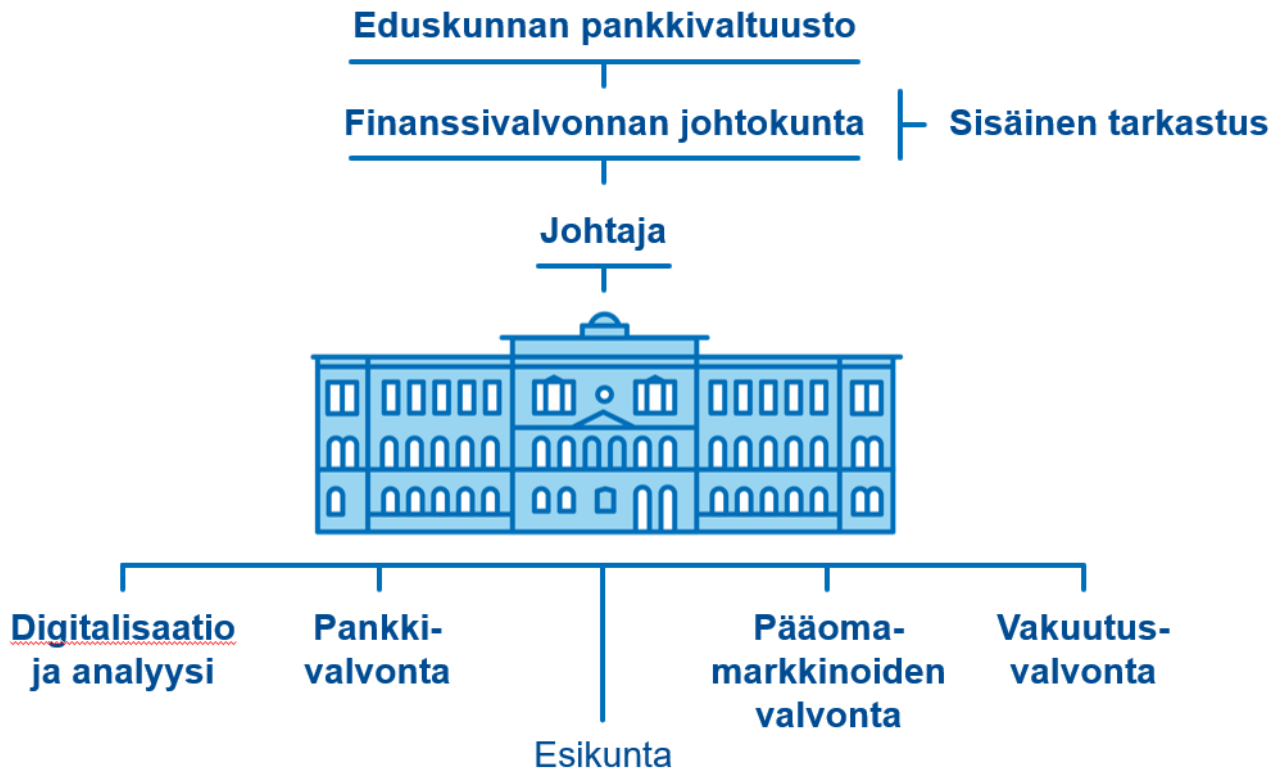 Eduskunnan pankkivaltuusto
Finanssivalvonnan johtokunta
Sisäinen tarkastus
Johtaja
Digitalisaatio
ja analyysi
Pankki-
valvonta
Esikunta
Pääoma-
markkinoiden
valvonta
Vakuutus-
valvonta